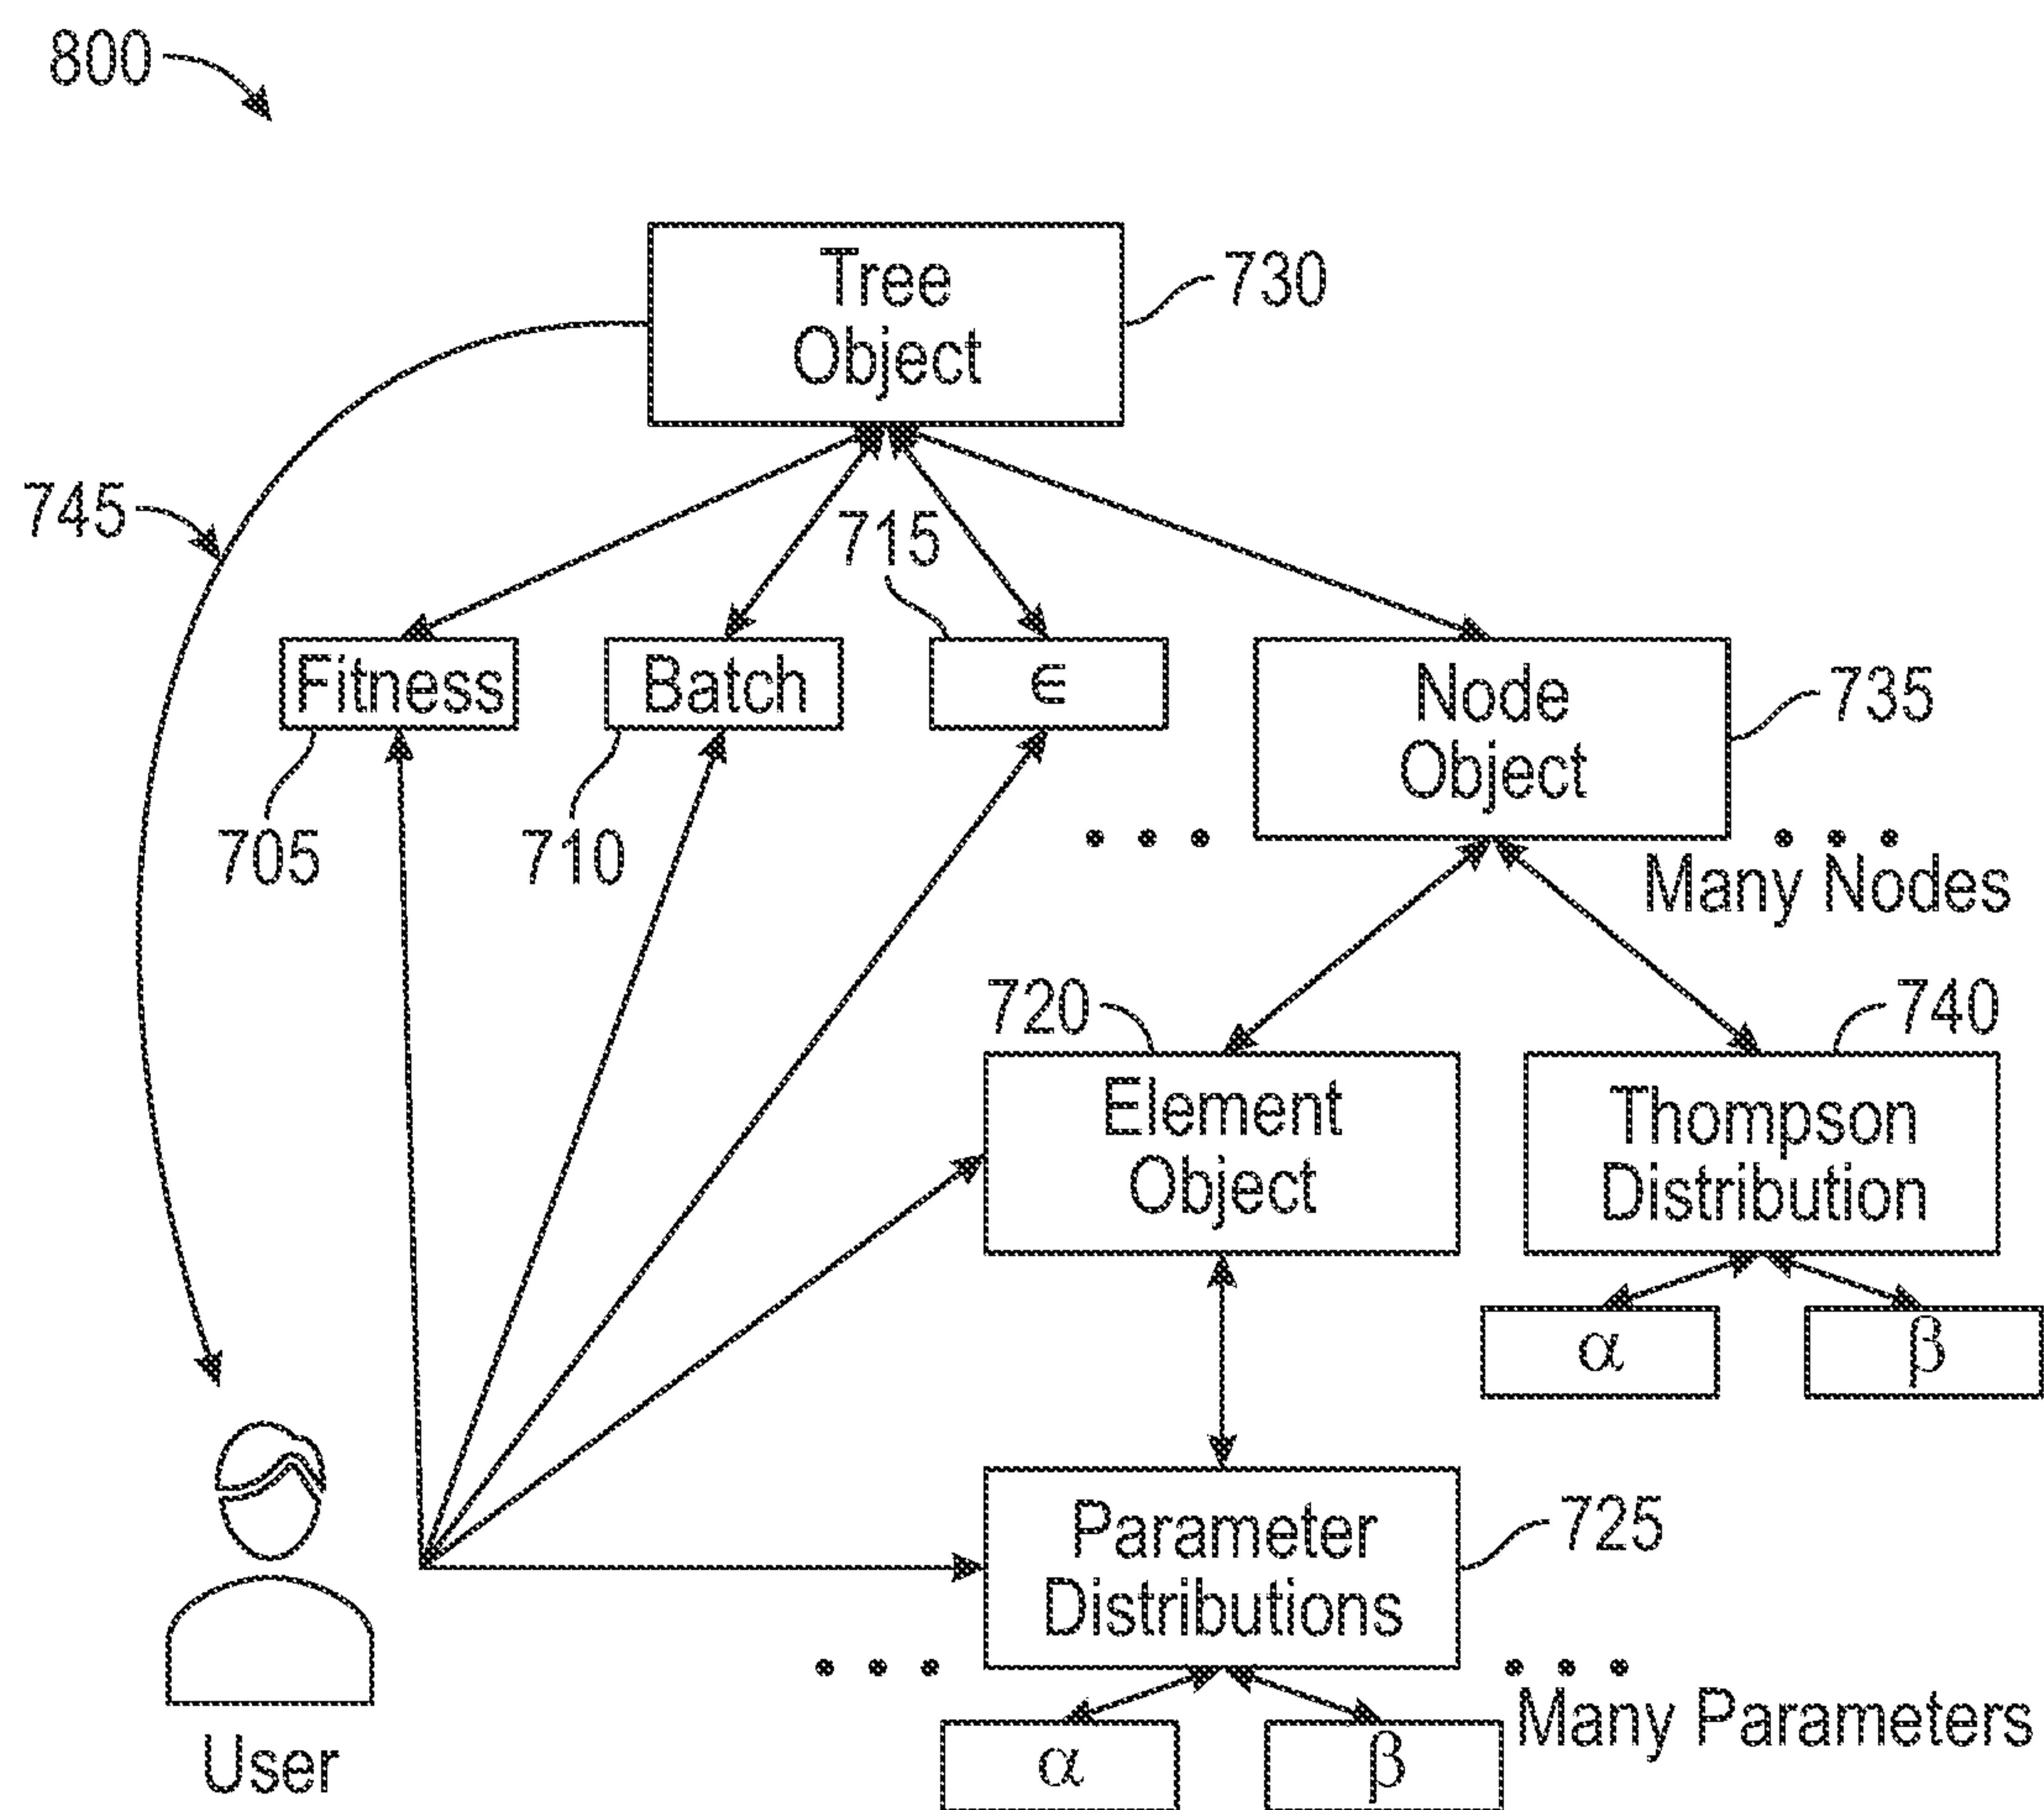 800
Tree
Object
730
745
715
Fitness
Batch
∈
Node
Object
735
705
710
Many Nodes
720
740
Element
Object
Thompson
Distribution
α
β
Parameter
Distributions
725
User
Many Parameters
α
β